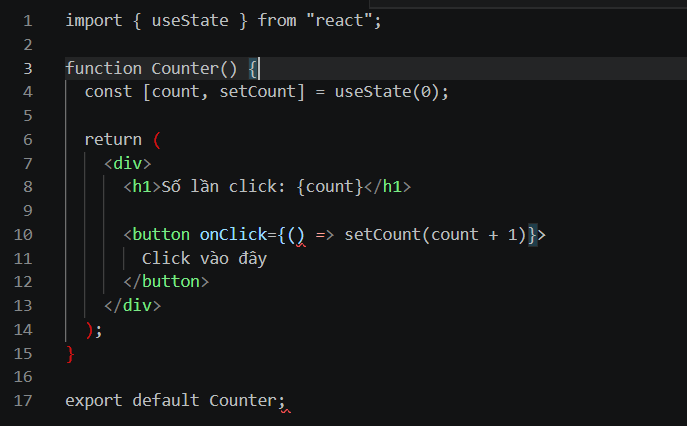 1 import { useState } from "react";
2
3 function Counter() {
4 const [count, setCount] = useState(0);
5
6 return (
7 <div>
8 <h1>Số lần click: {count}</h1>
9
10 <button onClick={() => setCount(count + 1)}>
11 Click vào đây
12 </button>
13 </div>
14 );
15 }
16
17 export default Counter;